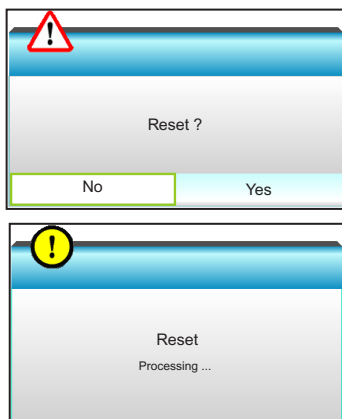 Reset ?
No
Yes
Reset
Processing ...